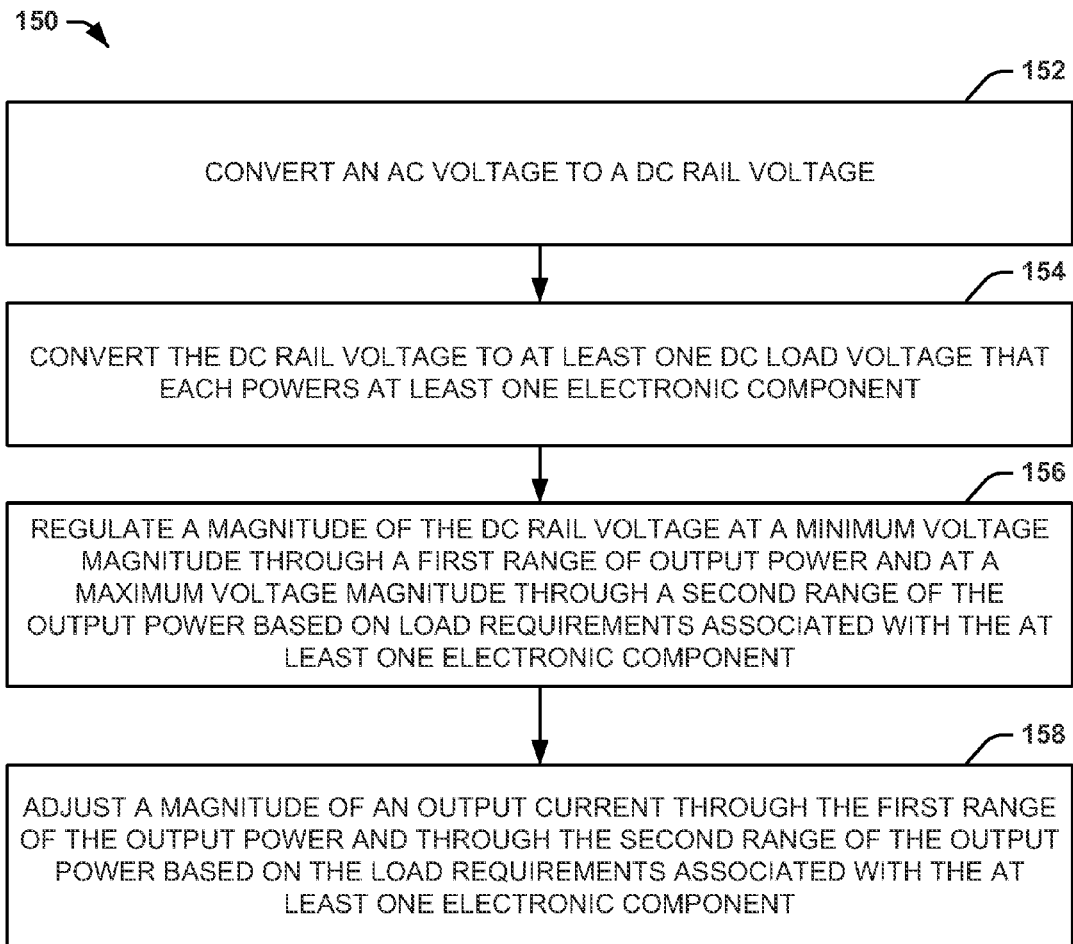 150
152
CONVERT AN AC VOLTAGE TO A DC RAIL VOLTAGE
154
CONVERT THE DC RAIL VOLTAGE TO AT LEAST ONE DC LOAD VOLTAGE THAT
EACH POWERS AT LEAST ONE ELECTRONIC COMPONENT
156
REGULATE A MAGNITUDE OF THE DC RAIL VOLTAGE AT A MINIMUM VOLTAGE
MAGNITUDE THROUGH A FIRST RANGE OF OUTPUT POWER AND AT A
MAXIMUM VOLTAGE MAGNITUDE THROUGH A SECOND RANGE OF THE
OUTPUT POWER BASED ON LOAD REQUIREMENTS ASSOCIATED WITH THE AT
LEAST ONE ELECTRONIC COMPONENT
158
ADJUST A MAGNITUDE OF AN OUTPUT CURRENT THROUGH THE FIRST RANGE
OF THE OUTPUT POWER AND THROUGH THE SECOND RANGE OF THE OUTPUT
POWER BASED ON THE LOAD REQUIREMENTS ASSOCIATED WITH THE AT
LEAST ONE ELECTRONIC COMPONENT